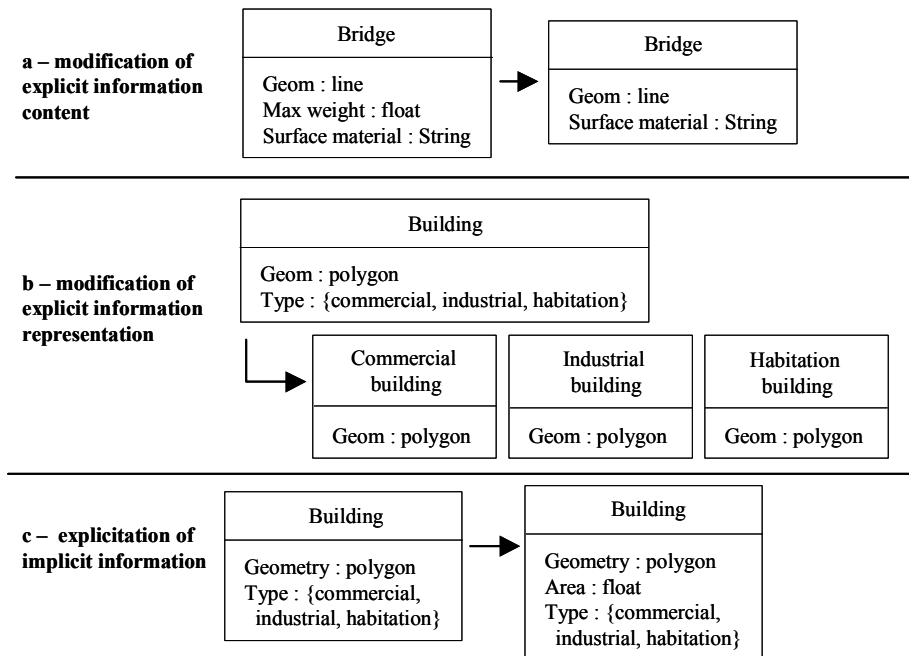 a – modification of
explicit information
content
Bridge
Geom : line
Max weight : float
Surface material : String
Bridge
Geom : line
Surface material : String
b – modification of
explicit information
representation
Building
Geom : polygon
Type : {commercial, industrial, habitation}
Commercial
building
Geom : polygon
Industrial
building
Geom : polygon
Habitation
building
Geom : polygon
c – explicitation of
implicit information
Building
Geometry : polygon
Type : {commercial,
industrial, habitation}
Building
Geometry : polygon
Area : float
Type : {commercial,
industrial, habitation}